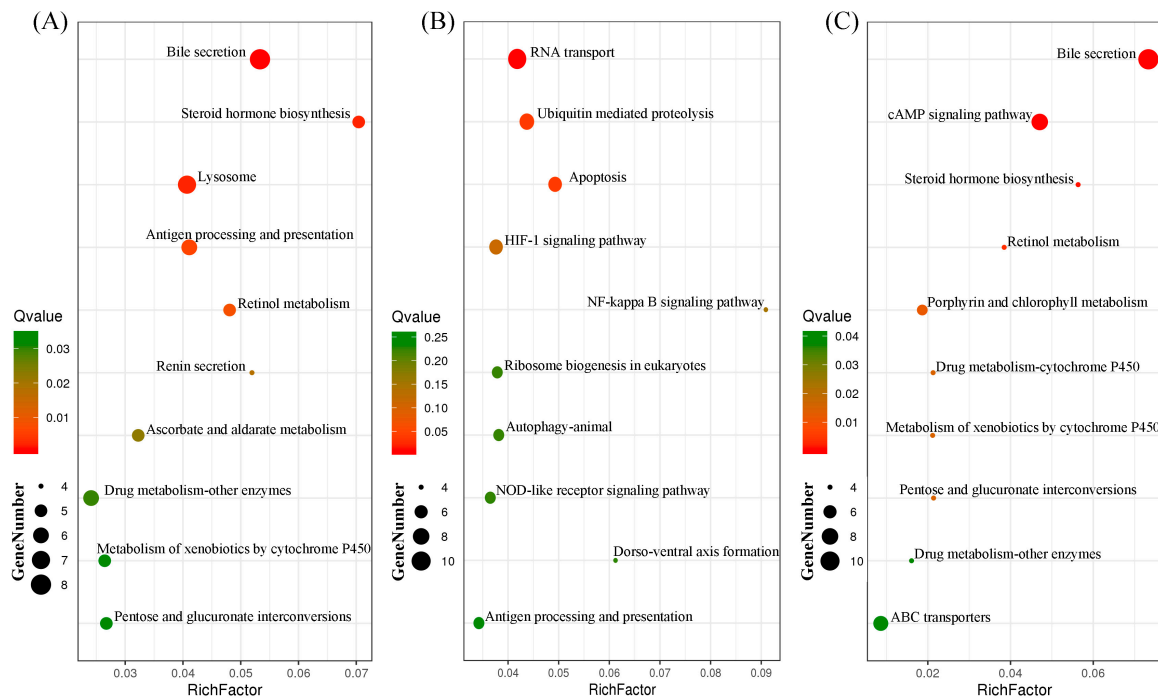 (A)
Bile secretion
Steroid hormone biosynthesis
Lysosome
Antigen processing and presentation
Retinol metabolism
Renin secretion
Ascorbate and aldarate metabolism
Drug metabolism-other enzymes
Metabolism of xenobiotics by cytochrome P450
Pentose and glucuronate interconversions
Qvalue
0.03
0.02
0.01
GeneNumber
4
5
6
7
8
0.03 0.04 0.05 0.06 0.07
RichFactor
(B)
RNA transport
Ubiquitin mediated proteolysis
Apoptosis
HIF-1 signaling pathway
NF-kappa B signaling pathway
Ribosome biogenesis in eukaryotes
Autophagy-animal
NOD-like receptor signaling pathway
Dorso-ventral axis formation
Antigen processing and presentation
Qvalue
0.25
0.20
0.15
0.10
0.05
GeneNumber
4
6
8
10
0.04 0.05 0.06 0.07 0.08 0.09
RichFactor
(C)
Bile secretion
cAMP signaling pathway
Steroid hormone biosynthesis
Retinol metabolism
Porphyrin and chlorophyll metabolism
Drug metabolism-cytochrome P450
Metabolism of xenobiotics by cytochrome P450
Pentose and glucuronate interconversions
Drug metabolism-other enzymes
ABC transporters
Qvalue
0.04
0.03
0.02
0.01
GeneNumber
4
6
8
10
0.02 0.04 0.06
RichFactor